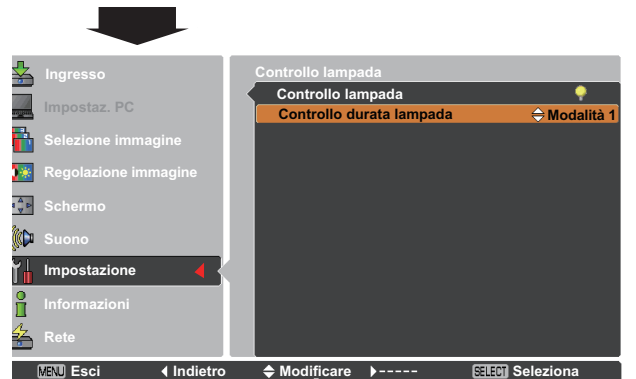 Ingresso
Impostaz. PC
Selezione immagine
Regolazione immagine
Schermo
Suono
Impostazione
Informazioni
Rete
Controllo lampada
Controllo lampada
Controllo durata lampada Modalità 1
MENU Esci Indietro Modificare ----- SELECT Seleziona